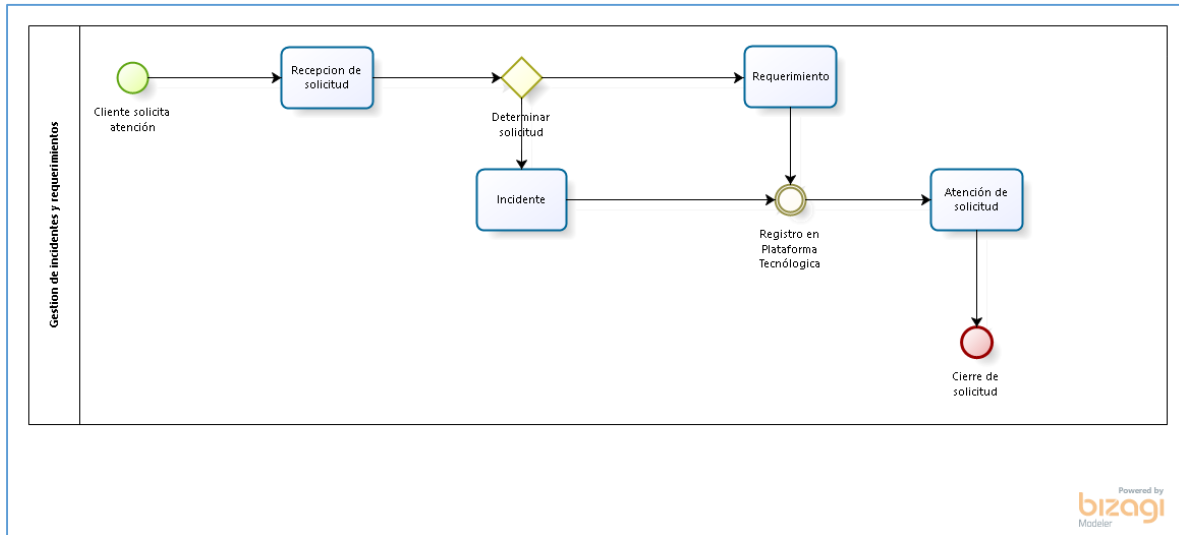 Gestion de incidentes y requerimientos
Cliente solicita
atención
Recepcion de
solicitud
Determinar
solicitud
Requerimiento
Incidente
Registro en
Plataforma
Tecnólogica
Atención de
solicitud
Cierre de
solicitud
Powered by
bizagi
Modeler